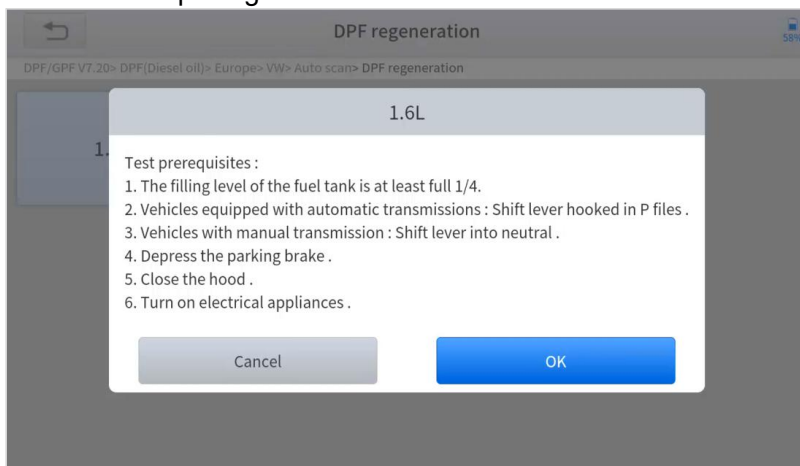 DPF regeneration
58%
DPF/GPF V7.20> DPF(Diesel oil)> Europe> VW> Auto scan> DPF regeneration
1.6L
1.
Test prerequisites :
1. The filling level of the fuel tank is at least full 1/4.
2. Vehicles equipped with automatic transmissions : Shift lever hooked in P files .
3. Vehicles with manual transmission : Shift lever into neutral .
4. Depress the parking brake .
5. Close the hood .
6. Turn on electrical appliances .
Cancel
OK